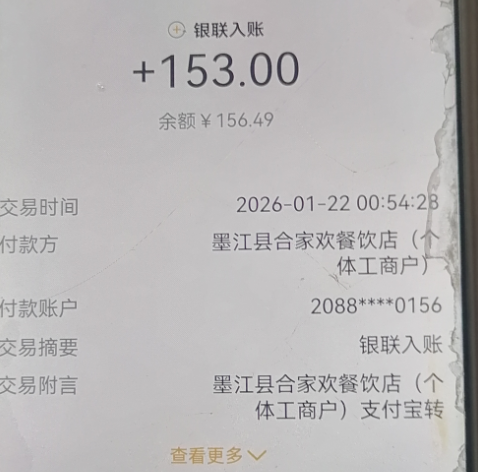 银联入账
+153.00
余额￥156.49
交易时间 2026-01-22 00:54:28
付款方 墨江县合家欢餐饮店（个
体工商户）
付款账户 2088****0156
交易摘要 银联入账
交易附言 墨江县合家欢餐饮店（个
体工商户）支付宝转
查看更多